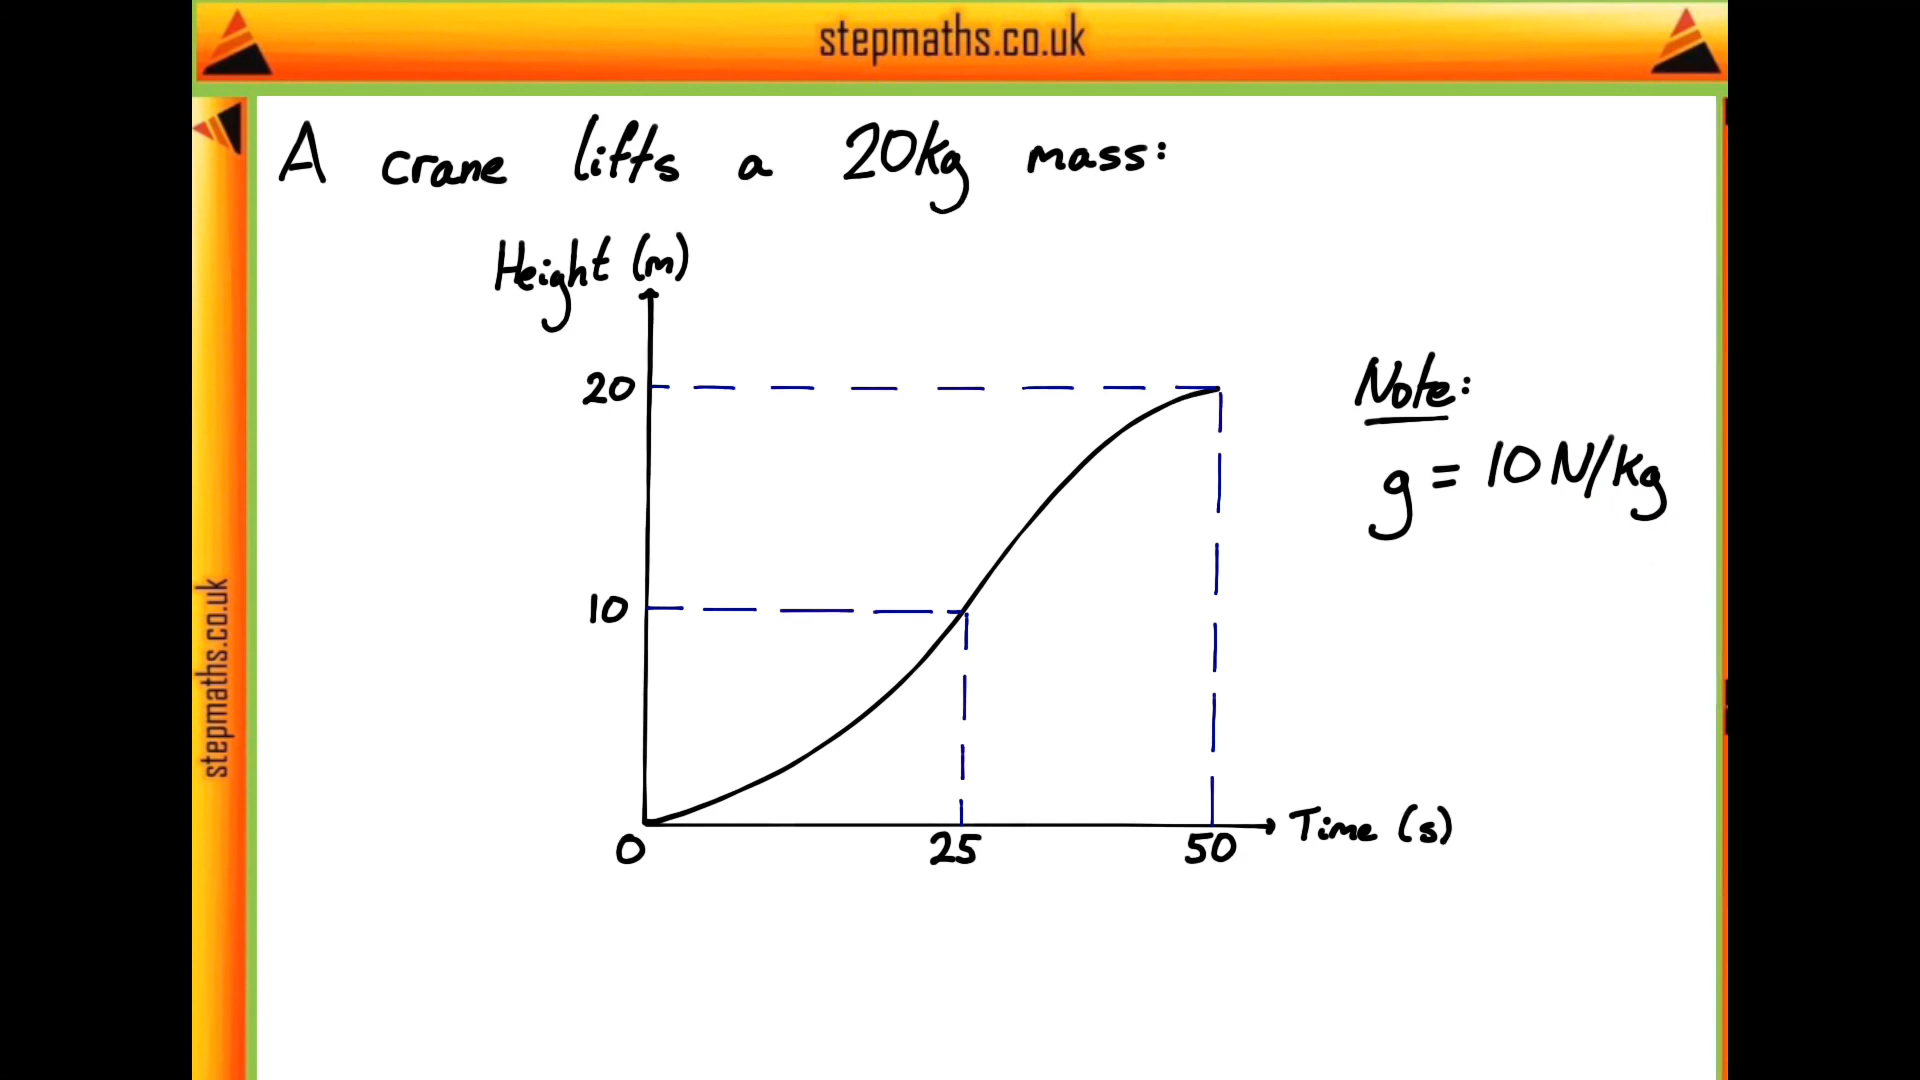 stepmaths.co.uk
A crane lifts a 20kg mass:
Height (m)
20
Note:
g = 10 N/kg
10
stepmaths.co.uk
Time (s)
0 25 50